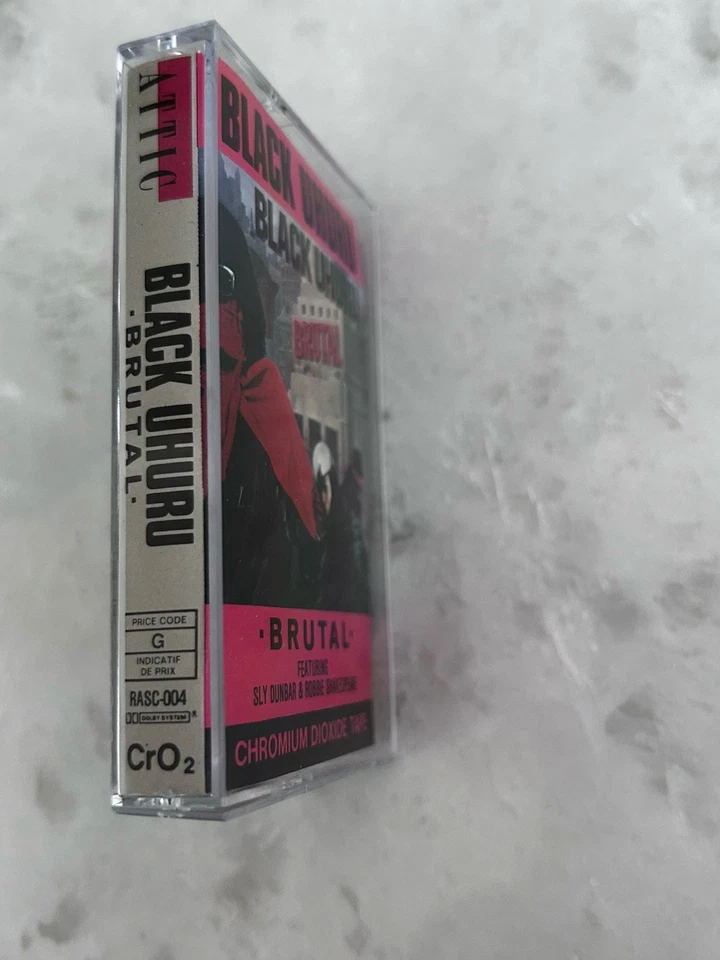 ATTIC
BLACK UHURU
·BRUTAL·
PRICE CODE
G
INDICATIF
DE PRIX
RASC-004
DOLBY SYSTEM®
CrO2
BLACK UHURU
BLACK UHURU
BRUTAL
·BRUTAL·
FEATURING
SLY DUNBAR & ROBBIE SHAKESPEARE
CHROMIUM DIOXIDE TAPE